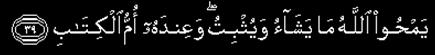 يَمْحُوا۟ ٱللَّهُ مَا يَشَآءُ وَيُثْبِتُ ۖ وَعِندَهُۥٓ أُمُّ ٱلْكِتَٰبِ ٣٩